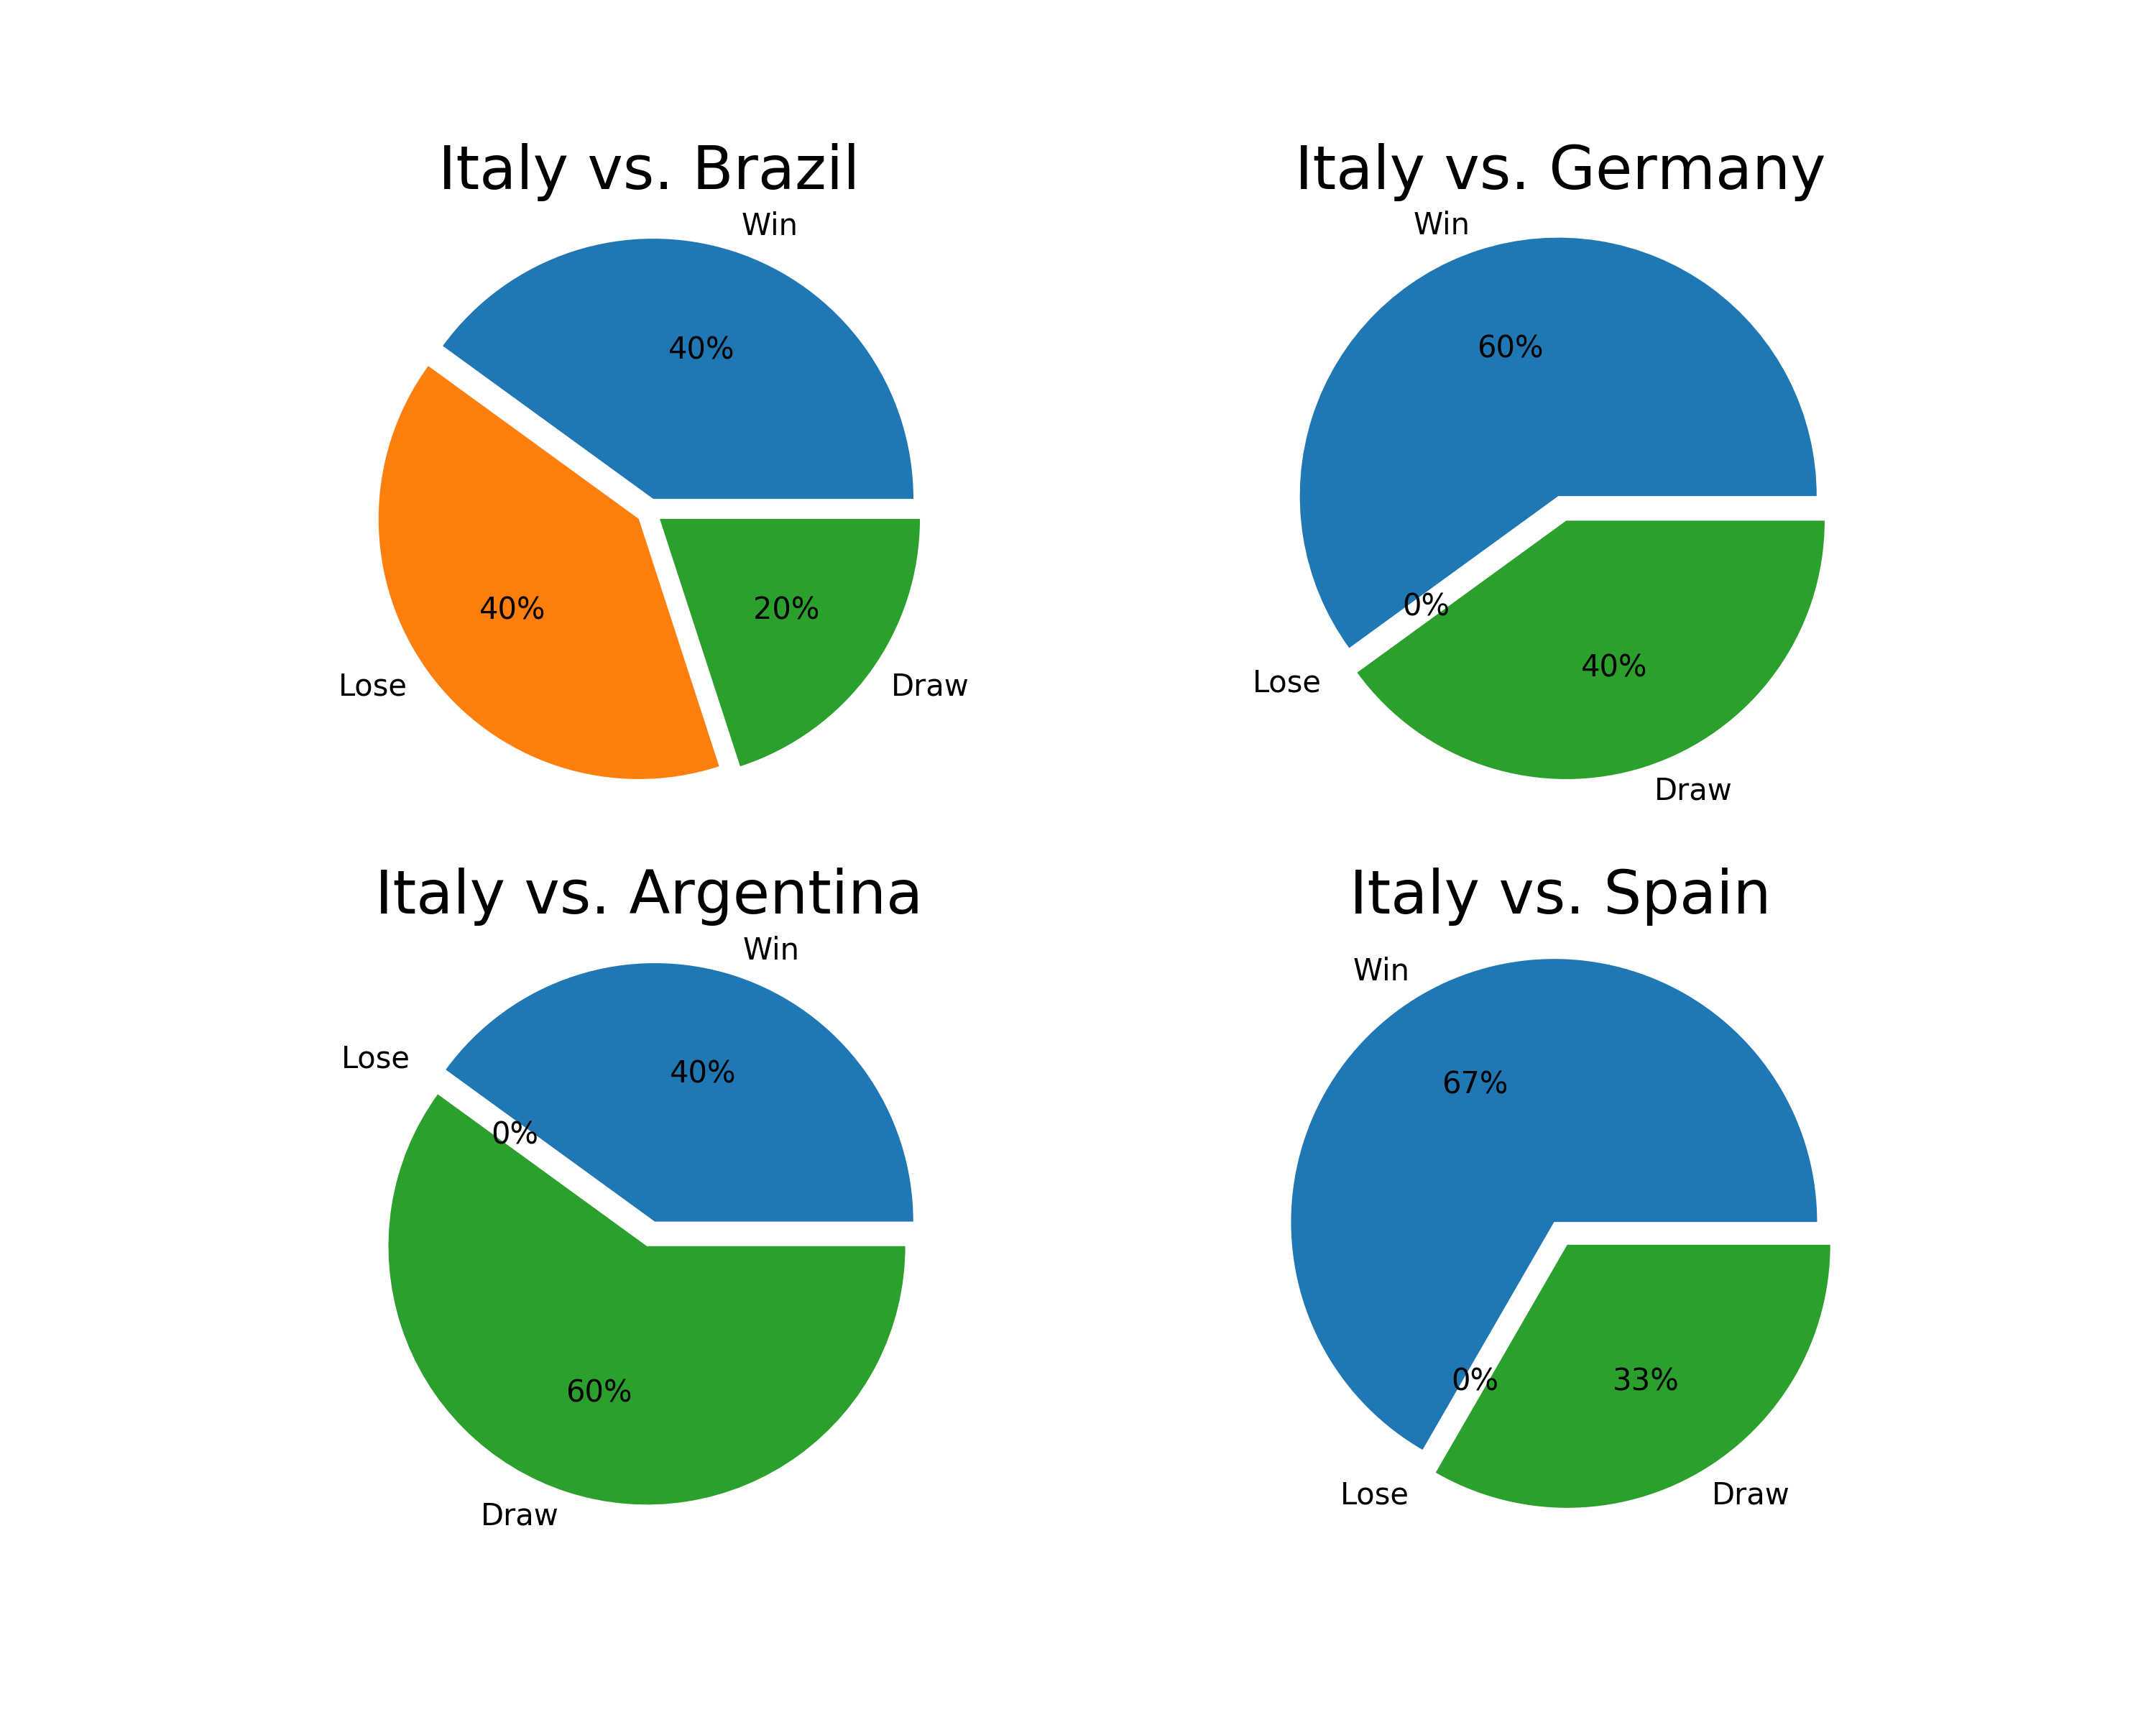 Italy vs. Brazil
Win
40%
40%
20%
Lose
Draw
Italy vs. Germany
Win
60%
0%
40%
Lose
Draw
Italy vs. Argentina
Win
Lose
40%
0%
60%
Draw
Italy vs. Spain
Win
67%
0%
33%
Lose
Draw